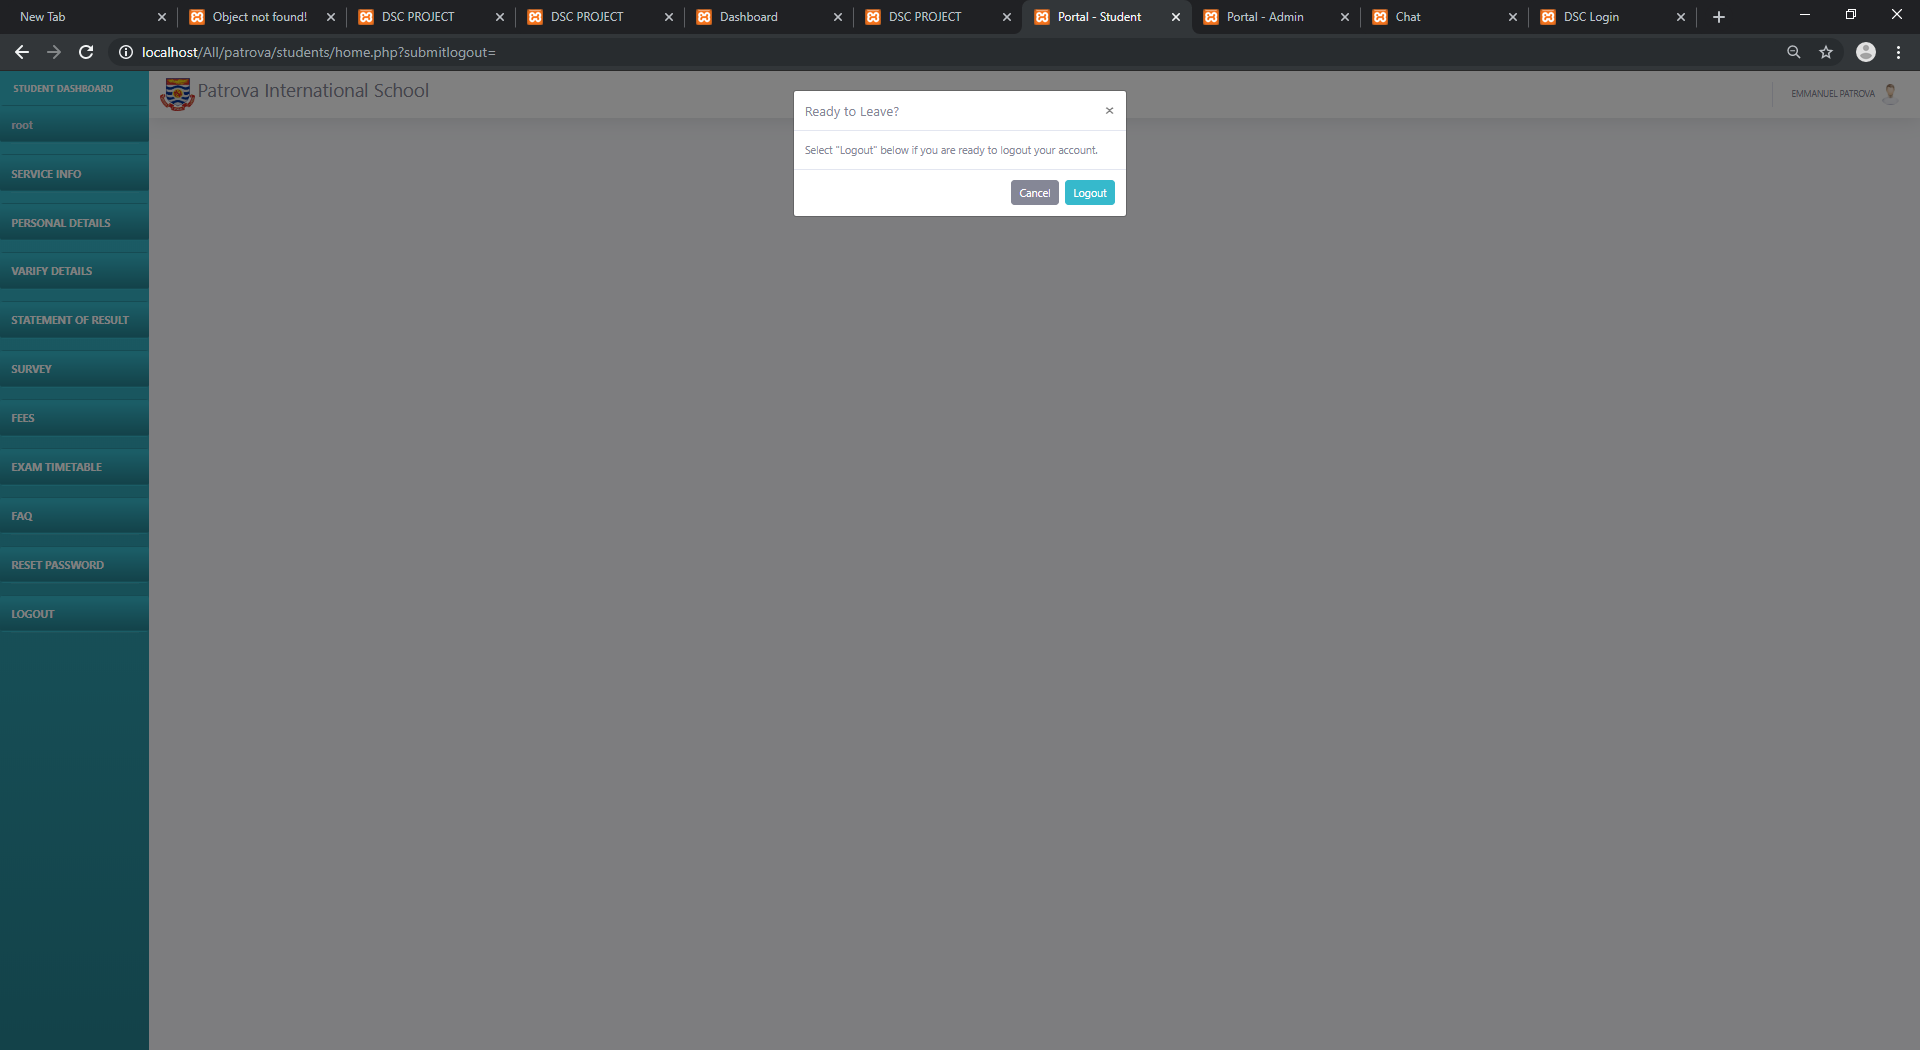 New Tab
Object not found!
DSC PROJECT
DSC PROJECT
Dashboard
DSC PROJECT
Portal - Student
Portal - Admin
Chat
DSC Login
localhost/All/patrova/students/home.php?submitlogout=
STUDENT DASHBOARD
Patrova International School
EMMANUEL PATROVA
root
Ready to Leave?
×
Select "Logout" below if you are ready to logout your account.
Cancel
Logout
SERVICE INFO
PERSONAL DETAILS
VARIFY DETAILS
STATEMENT OF RESULT
SURVEY
FEES
EXAM TIMETABLE
FAQ
RESET PASSWORD
LOGOUT